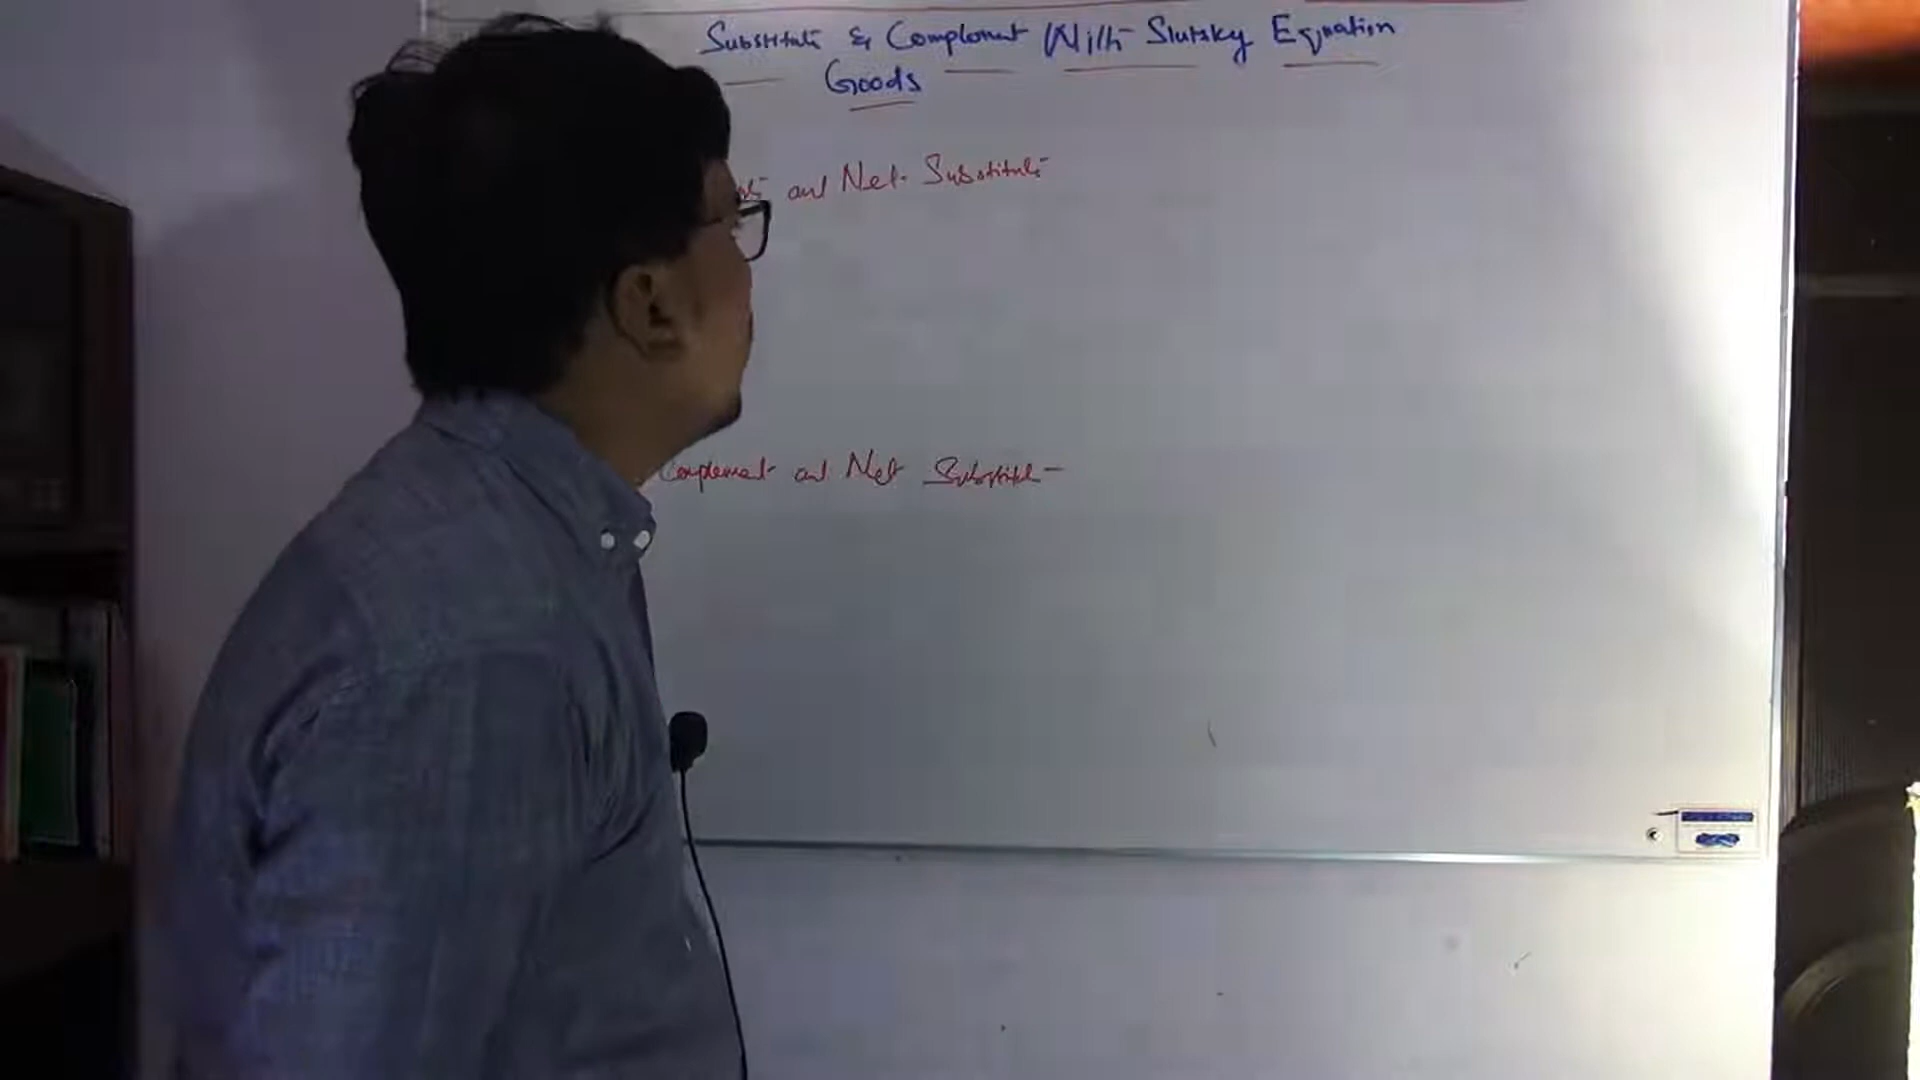 Substitute & Complement With Slutsky Equation
Goods
and Net Substitute
Complement and Net Substitute